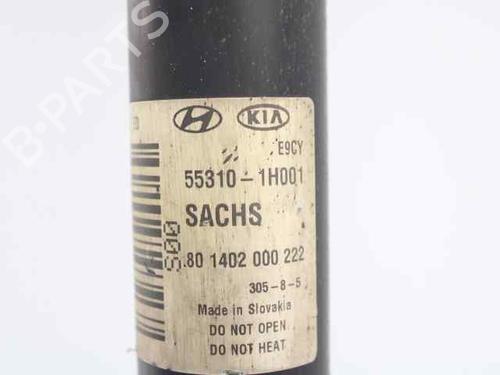 KIA
E9CY
55310-1H001
SACHS
S00
.80 1402 000 222
305-8-5
Made in Slovakia
DO NOT OPEN
DO NOT HEAT
B-PARTS